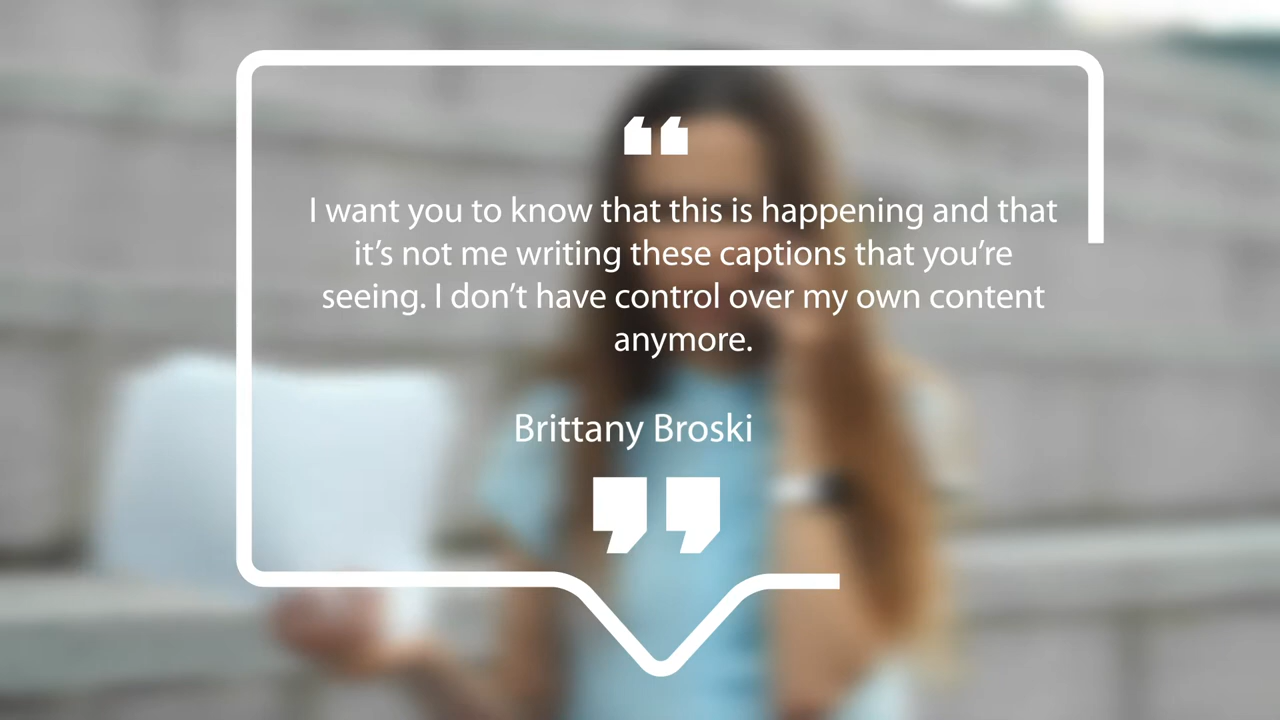 “
I want you to know that this is happening and that
it’s not me writing these captions that you’re
seeing. I don’t have control over my own content
anymore.
Brittany Broski
”